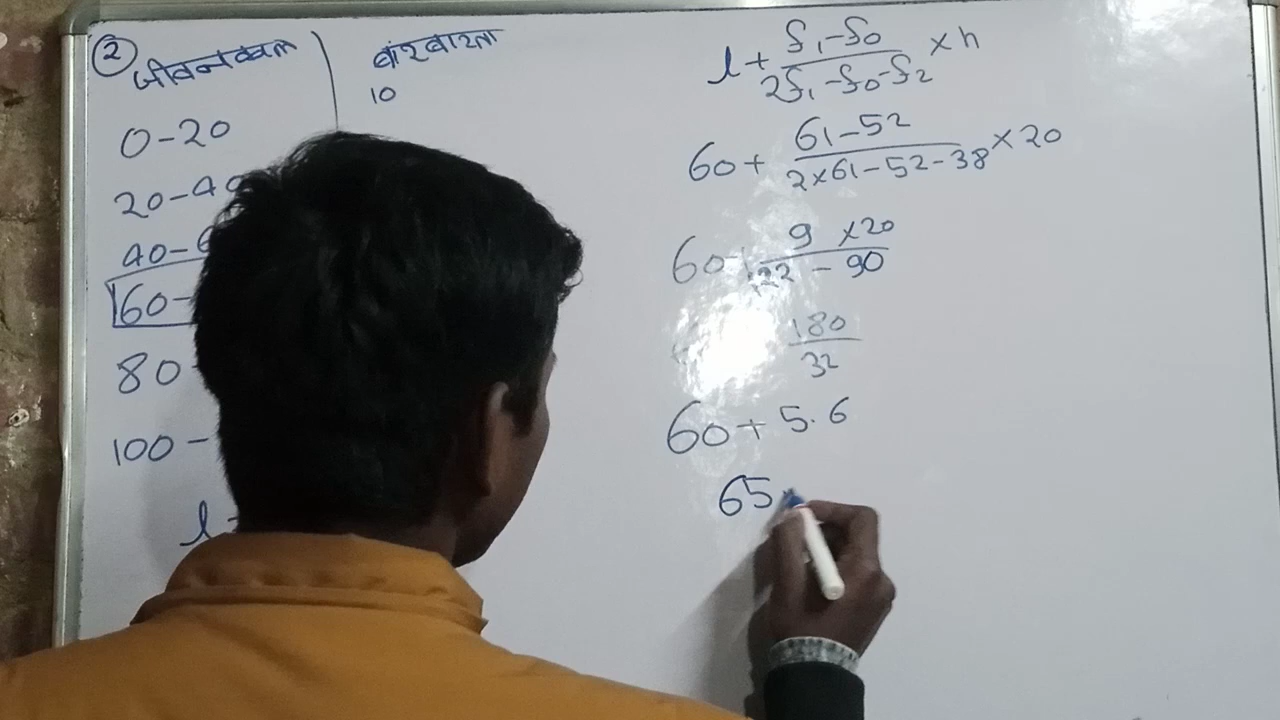 ② जीवनकाल | बारंबारता
10
0-20
20-40
40-6
60-
80
100-
l-
l + f₁-f₀ / 2f₁-f₀-f₂ × h
60 + 61-52 / 2×61-52-38 × 20
60 + 9 ×20 / 122 - 90
180 / 32
60 + 5.6
65